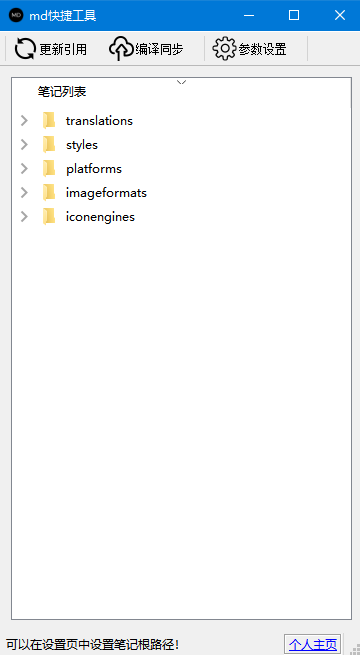 MD md快捷工具
更新引用 编译同步 参数设置
笔记列表
translations
styles
platforms
imageformats
iconengines
可以在设置页中设置笔记根路径! 个人主页